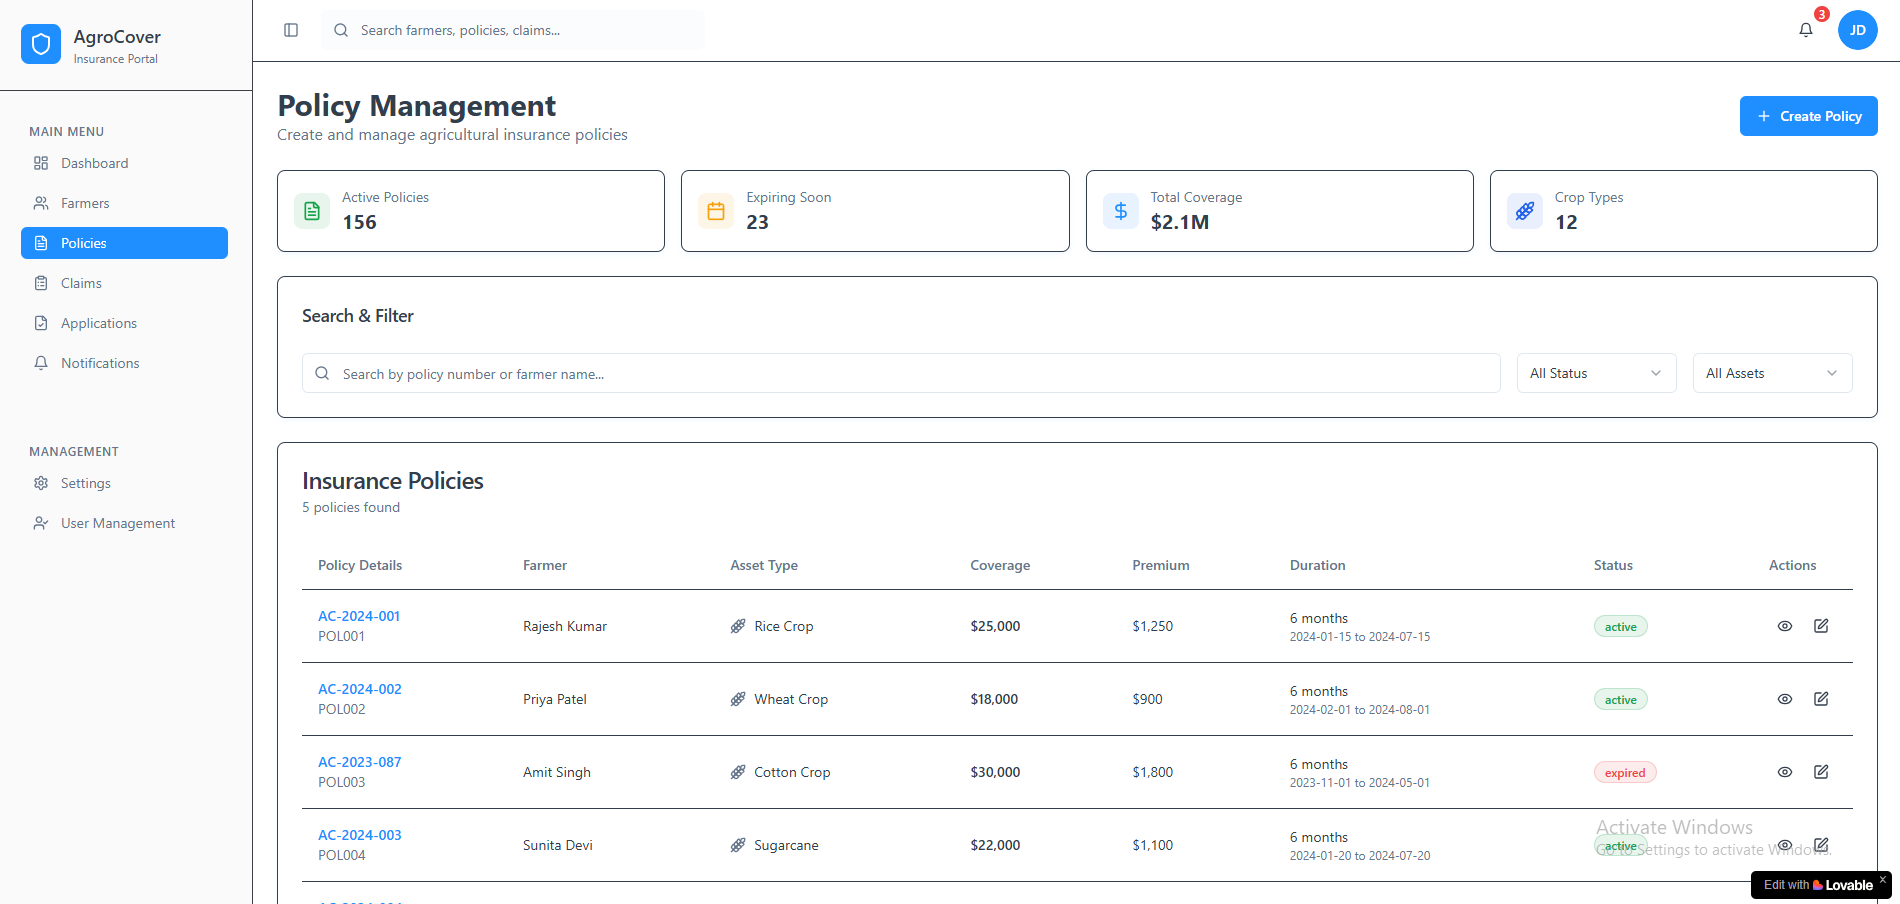 AgroCover
Insurance Portal
MAIN MENU
Dashboard
Farmers
Policies
Claims
Applications
Notifications
MANAGEMENT
Settings
User Management
Search farmers, policies, claims...
3
JD
Policy Management
Create and manage agricultural insurance policies
Create Policy
Active Policies
156
Expiring Soon
23
Total Coverage
$2.1M
Crop Types
12
Search & Filter
Search by policy number or farmer name...
All Status
All Assets
Insurance Policies
5 policies found
Policy Details Farmer Asset Type Coverage Premium Duration Status Actions
AC-2024-001
POL001
Rajesh Kumar
Rice Crop
$25,000
$1,250
6 months
2024-01-15 to 2024-07-15
active
AC-2024-002
POL002
Priya Patel
Wheat Crop
$18,000
$900
6 months
2024-02-01 to 2024-08-01
active
AC-2023-087
POL003
Amit Singh
Cotton Crop
$30,000
$1,800
6 months
2023-11-01 to 2024-05-01
expired
AC-2024-003
POL004
Sunita Devi
Sugarcane
$22,000
$1,100
6 months
2024-01-20 to 2024-07-20
active
Activate Windows
Go to Settings to activate Windows.
Edit with Lovable